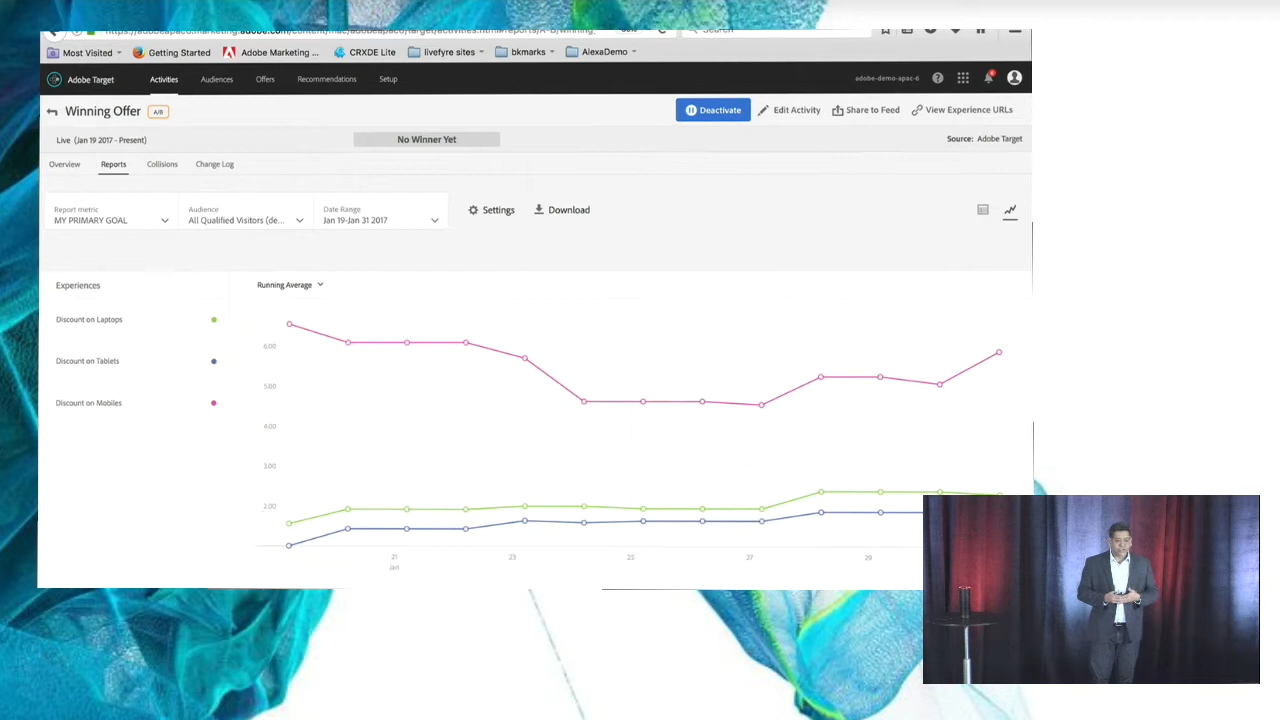 Most Visited
Getting Started
Adobe Marketing ...
CRXDE Lite
livefyre sites
bkmarks
AlexaDemo
Adobe Target
Activities
Audiences
Offers
Recommendations
Setup
adobe-demo-apac-6
Winning Offer
A/B
Deactivate
Edit Activity
Share to Feed
View Experience URLs
Live (Jan 19 2017 - Present)
No Winner Yet
Source: Adobe Target
Overview
Reports
Collisions
Change Log
Report metric
MY PRIMARY GOAL
Audience
All Qualified Visitors (de...
Date Range
Jan 19-Jan 31 2017
Settings
Download
Experiences
Running Average
Discount on Laptops
Discount on Tablets
Discount on Mobiles
6.00
5.00
4.00
3.00
2.00
21
Jan
23
25
27
29